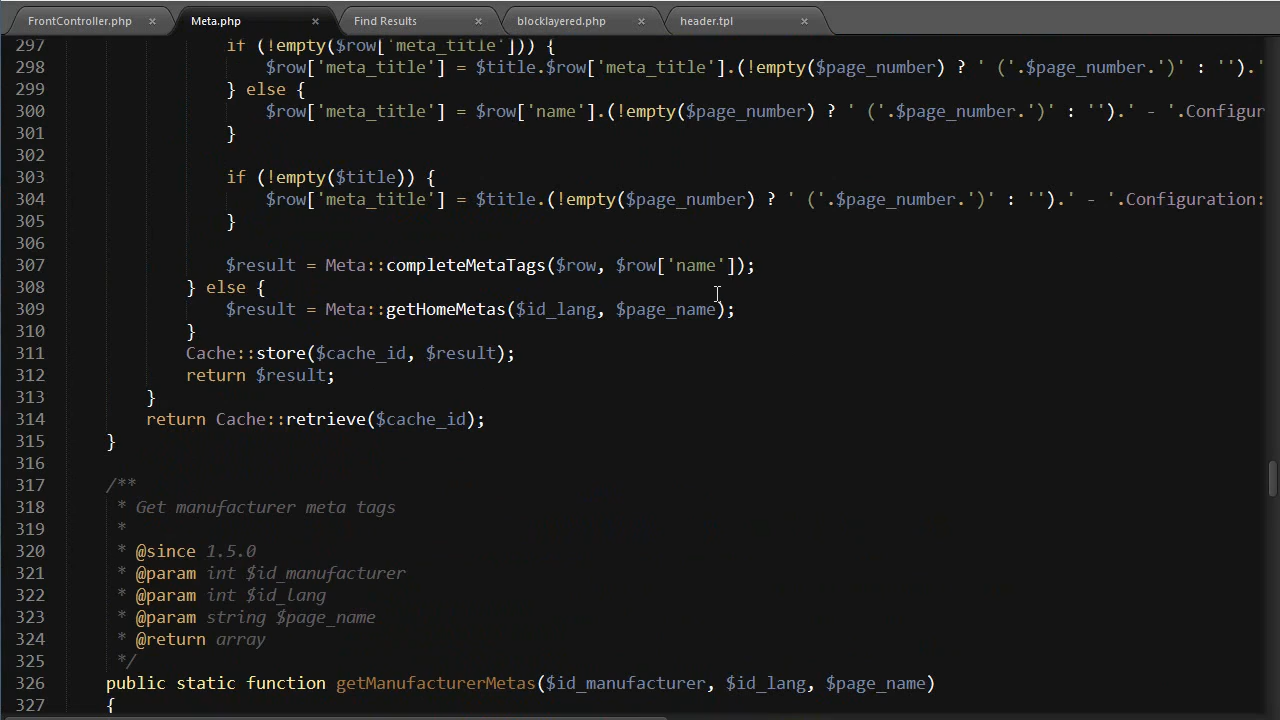 FrontController.php × Meta.php × Find Results × blocklayered.php × header.tpl ×
297 if (!empty($row['meta_title'])) {
298 $row['meta_title'] = $title.$row['meta_title'].(!empty($page_number) ? ' ('.$page_number.')' : '').'
299 } else {
300 $row['meta_title'] = $row['name'].(!empty($page_number) ? ' ('.$page_number.')' : '').' - '.Configur
301 }
302
303 if (!empty($title)) {
304 $row['meta_title'] = $title.(!empty($page_number) ? ' ('.$page_number.')' : '').' - '.Configuration:
305 }
306
307 $result = Meta::completeMetaTags($row, $row['name']);
308 } else {
309 $result = Meta::getHomeMetas($id_lang, $page_name);
310 }
311 Cache::store($cache_id, $result);
312 return $result;
313 }
314 return Cache::retrieve($cache_id);
315 }
316
317 /**
318 * Get manufacturer meta tags
319 *
320 * @since 1.5.0
321 * @param int $id_manufacturer
322 * @param int $id_lang
323 * @param string $page_name
324 * @return array
325 */
326 public static function getManufacturerMetas($id_manufacturer, $id_lang, $page_name)
327 {